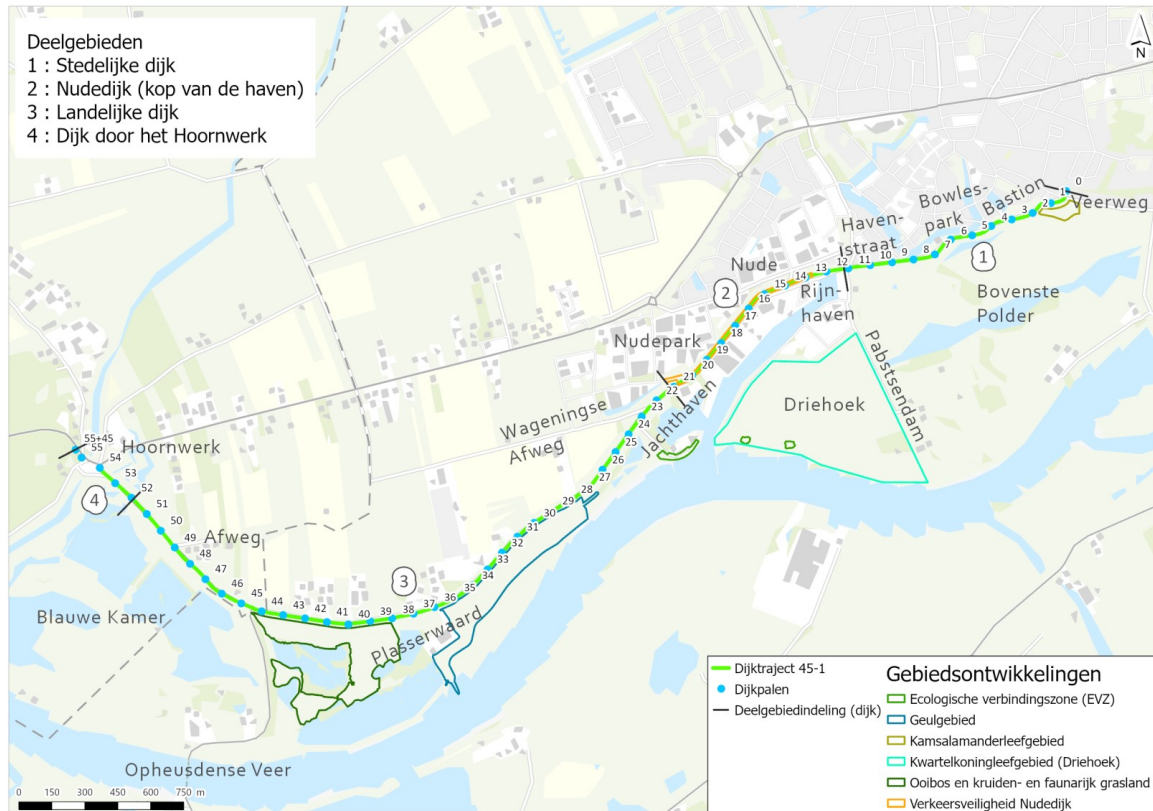 Deelgebieden
1 : Stedelijke dijk
2 : Nudedijk (kop van de haven)
3 : Landelijke dijk
4 : Dijk door het Hoornwerk
N
0
1
2
3
4
5
6
7
8
9
10
11
12
13
14
15
16
17
18
19
20
21
22
23
24
25
26
27
28
29
30
31
32
33
34
35
36
37
38
39
40
41
42
43
44
45
46
47
48
49
50
51
52
53
54
55
55+45
Veerweg
Bastion
Bowles-
park
Haven-
straat
1
Bovenste
Polder
Nude
2
Rijn-
haven
Nudepark
Pabstsendam
Driehoek
Jachthaven
Wageningse
Afweg
Hoornwerk
4
Afweg
3
Blauwe Kamer
Plasserwaard
Opheusdense Veer
0 150 300 450 600 750 m
Dijktraject 45-1
Dijkpalen
Deelgebiedindeling (dijk)
Gebiedsontwikkelingen
Ecologische verbindingszone (EVZ)
Geulgebied
Kamsalamanderleefgebied
Kwartelkoningleefgebied (Driehoek)
Ooibos en kruiden- en faunarijk grasland
Verkeersveiligheid Nudedijk